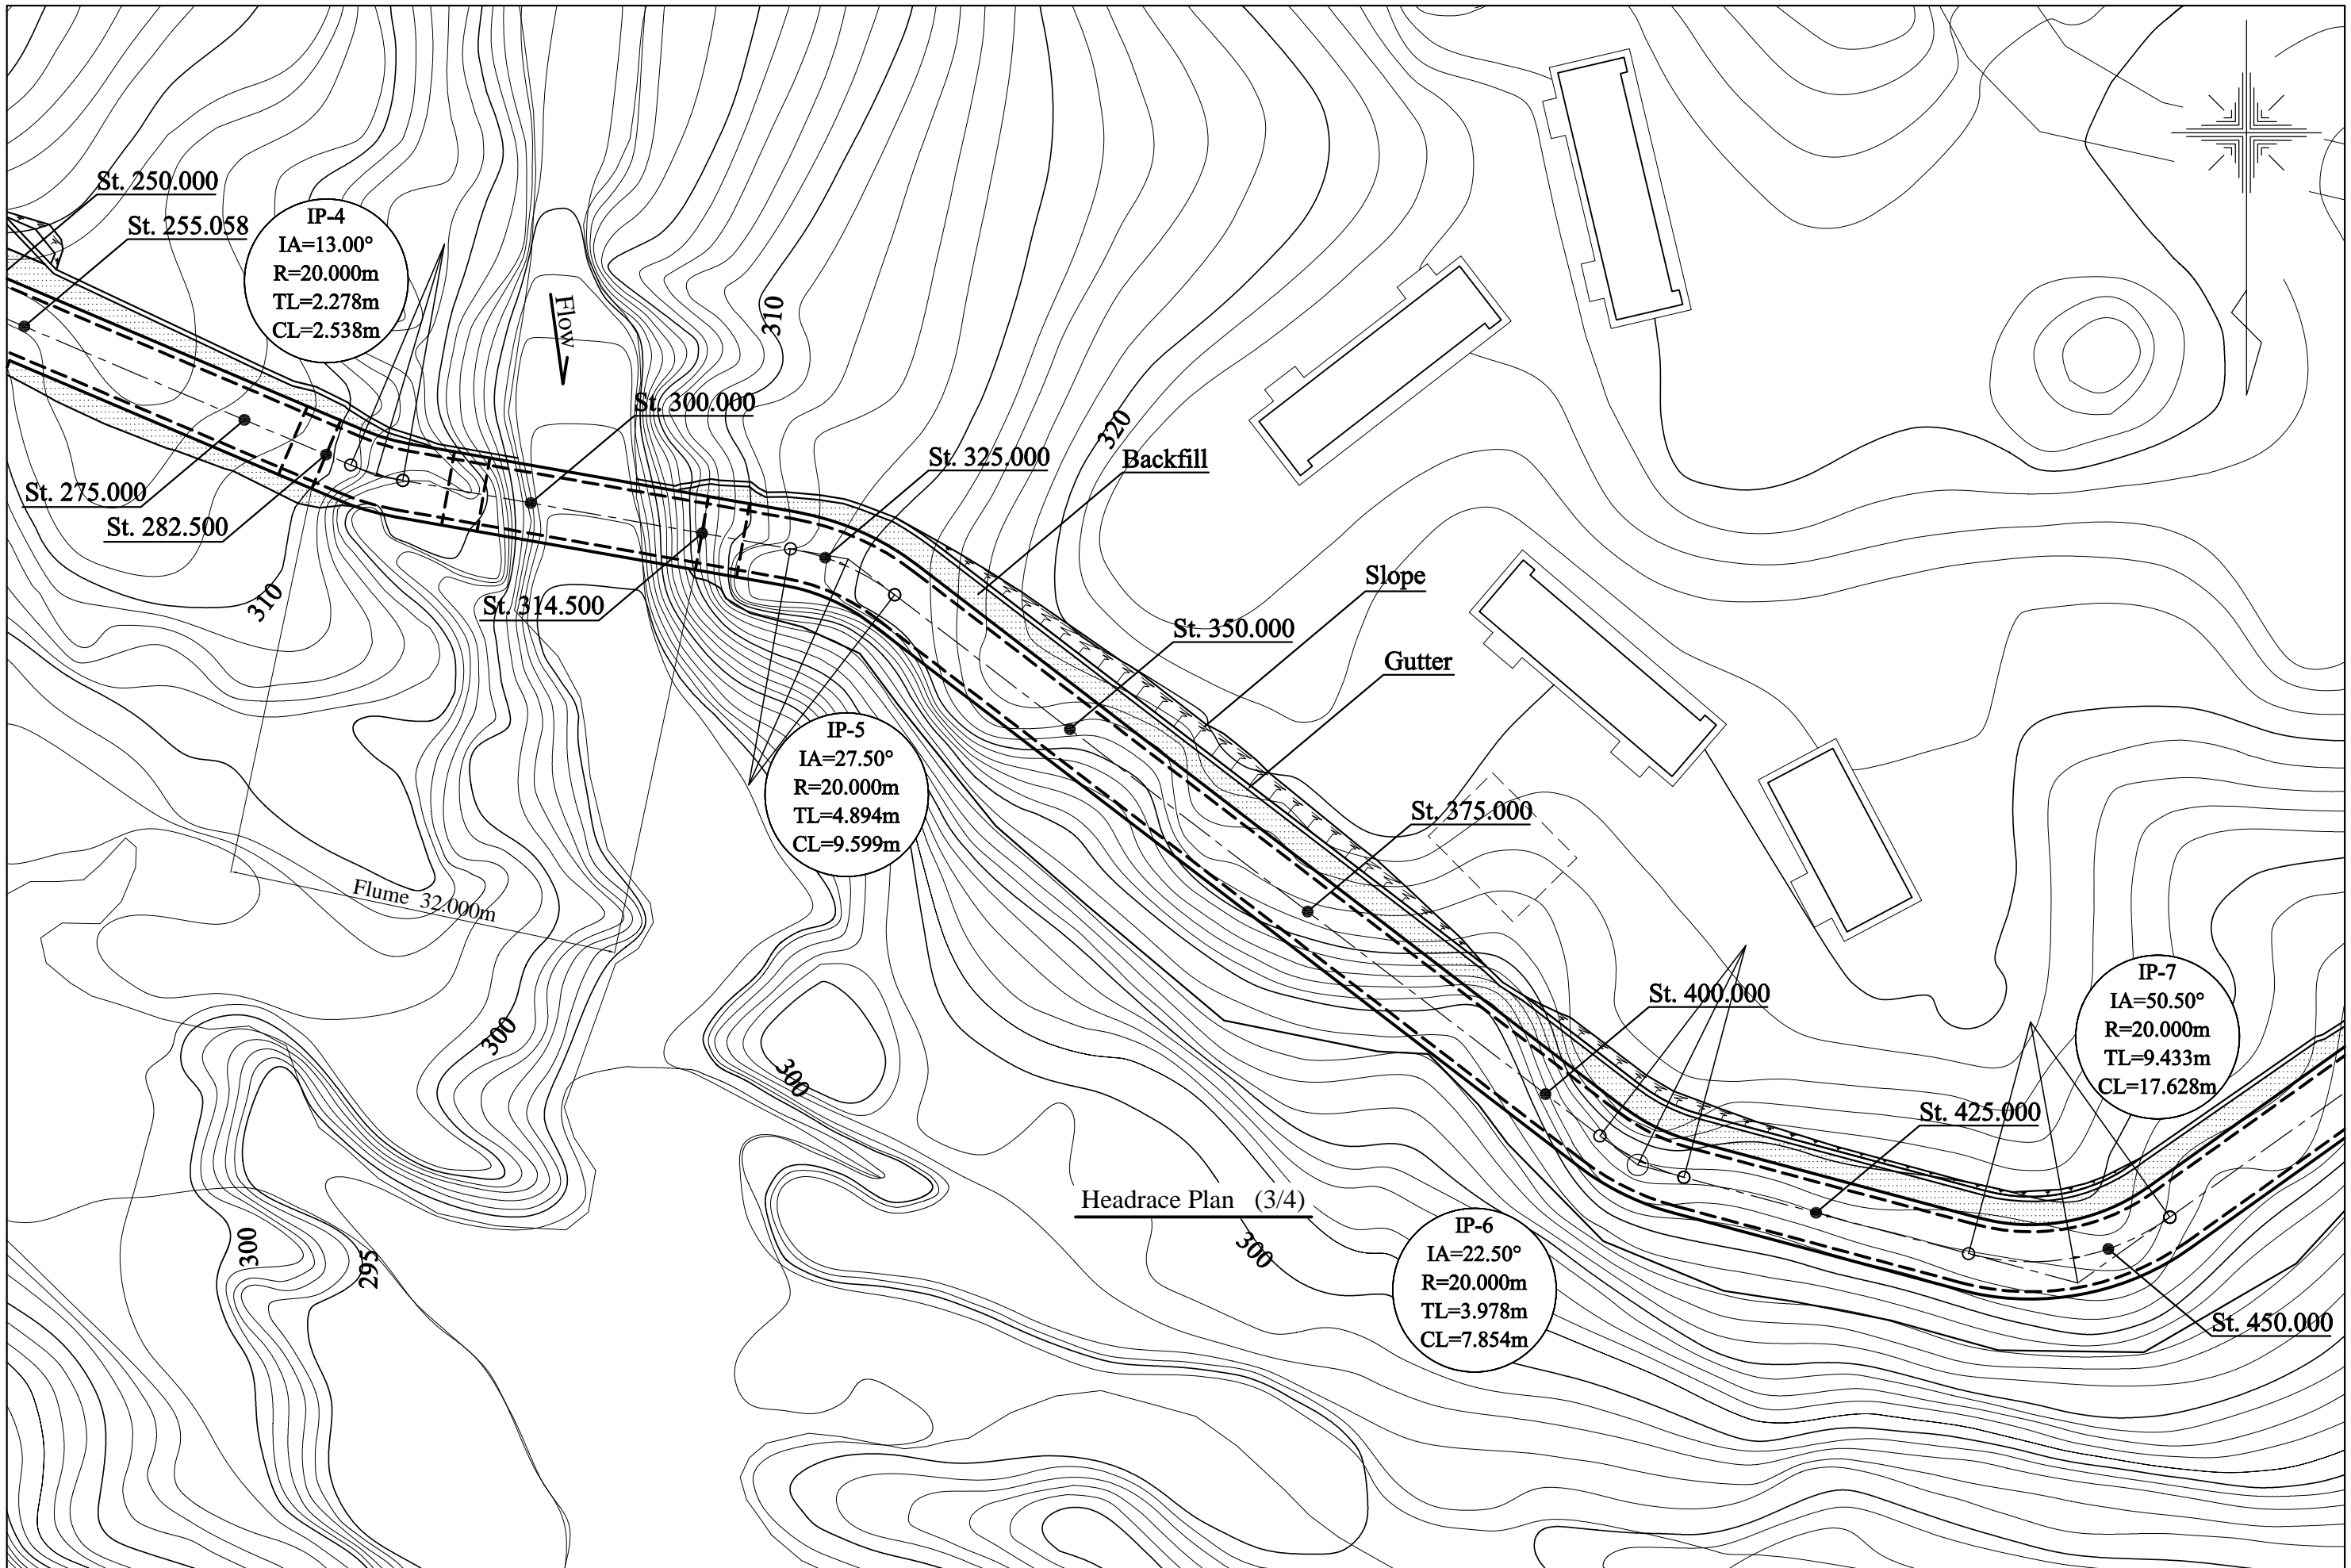 St. 250.000
St. 255.058
IP-4
IA=13.00°
R=20.000m
TL=2.278m
CL=2.538m
Flow
310
St. 300.000
320
St. 325.000
Backfill
St. 275.000
St. 282.500
310
St. 314.500
Slope
St. 350.000
Gutter
IP-5
IA=27.50°
R=20.000m
TL=4.894m
CL=9.599m
St. 375.000
Flume 32.000m
St. 400.000
IP-7
IA=50.50°
R=20.000m
TL=9.433m
CL=17.628m
300
300
St. 425.000
Headrace Plan (3/4)
300
295
300
IP-6
IA=22.50°
R=20.000m
TL=3.978m
CL=7.854m
St. 450.000